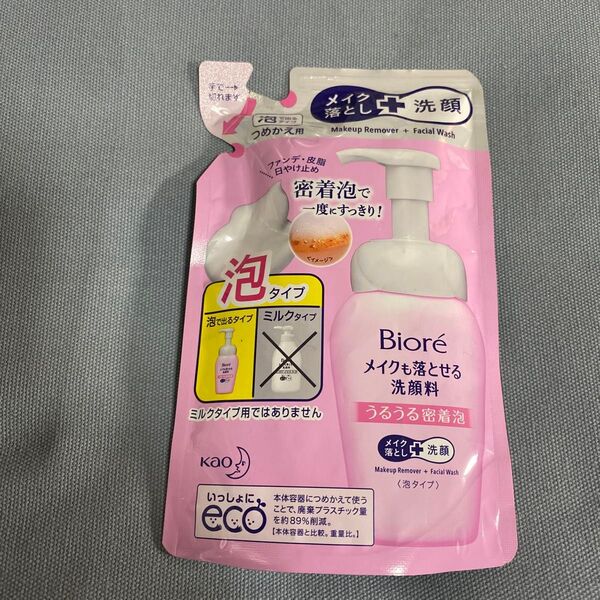 手で
切れます
メイク
落とし
洗顔
Makeup Remover + Facial Wash
泡
つめかえ用
ファンデ・皮脂
日やけ止め
密着泡で
一度にすっきり!
<イメージ>
泡タイプ
泡で出るタイプ
ミルクタイプ
Bioré
ミルクタイプ用ではありません
Bioré
メイクも落とせる
洗顔料
うるうる密着泡
メイク
落とし
洗顔
Makeup Remover + Facial Wash
〈泡タイプ〉
Kao
いっしょに
eco
本体容器につめかえて使う
ことで、廃棄プラスチック量
を約89%削減。
【本体容器と比較。重量比。】